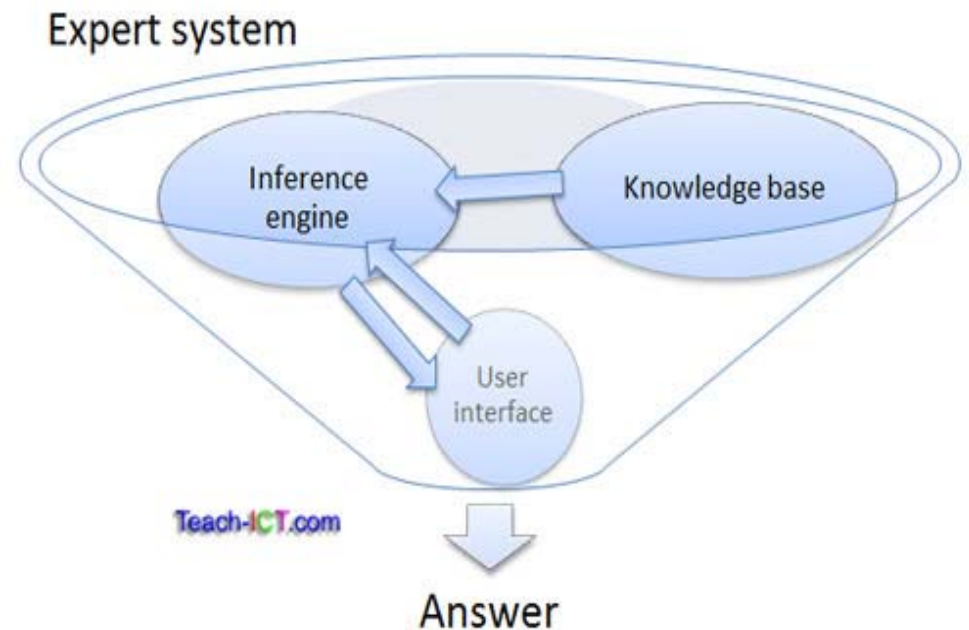 Expert system
Inference
engine
Knowledge base
User
interface
Teach-ICT.com
Answer